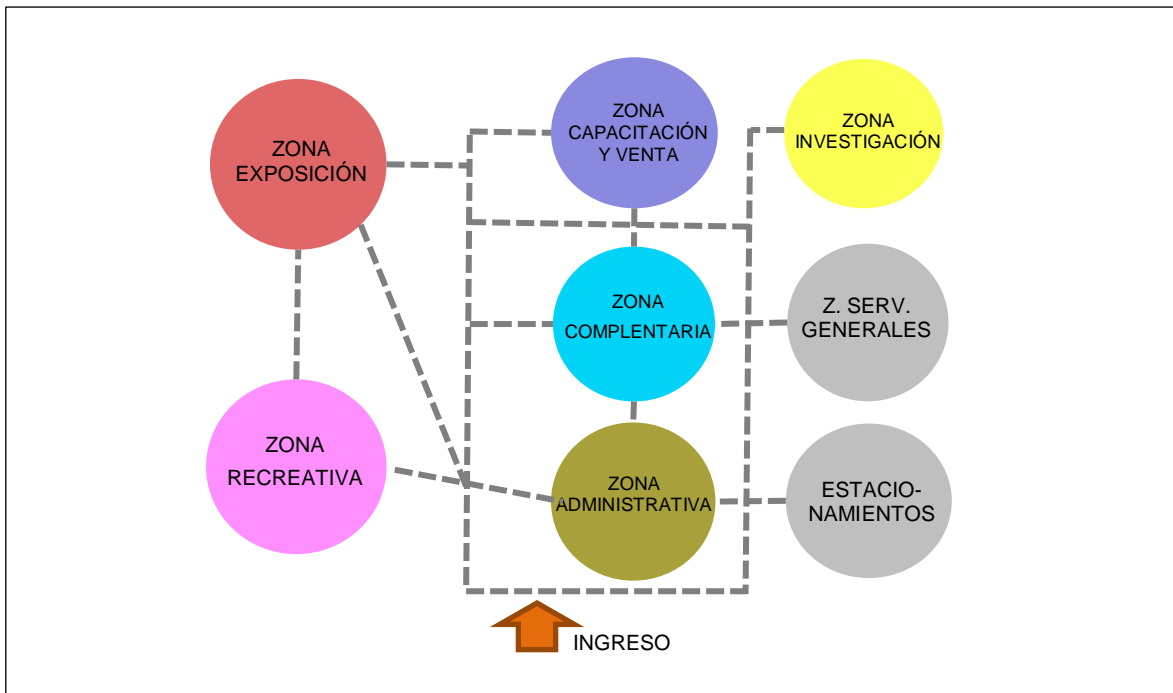 ZONA
EXPOSICIÓN
ZONA
CAPACITACIÓN
Y VENTA
ZONA
INVESTIGACIÓN
ZONA
COMPLENTARIA
Z. SERV.
GENERALES
ZONA
RECREATIVA
ZONA
ADMINISTRATIVA
ESTACIO-
NAMIENTOS
INGRESO